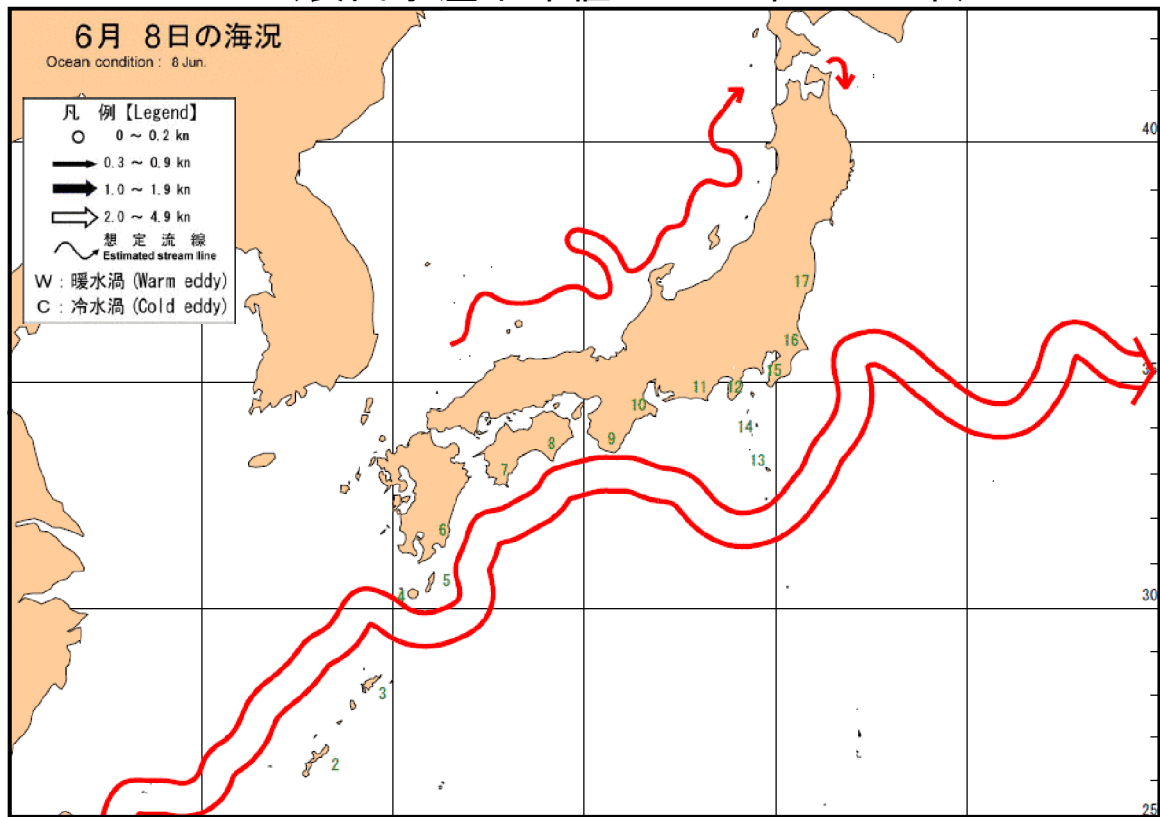 6月 8日の海況
Ocean condition : 8 Jun.
凡 例【Legend】
0 ~ 0.2 kn
0.3 ~ 0.9 kn
1.0 ~ 1.9 kn
2.0 ~ 4.9 kn
想 定 流 線
Estimated stream line
W : 暖水渦 (Warm eddy)
C : 冷水渦 (Cold eddy)
40
17
16
35
15
12
11
10
14
9
8
13
7
6
5
4
30
3
2
25